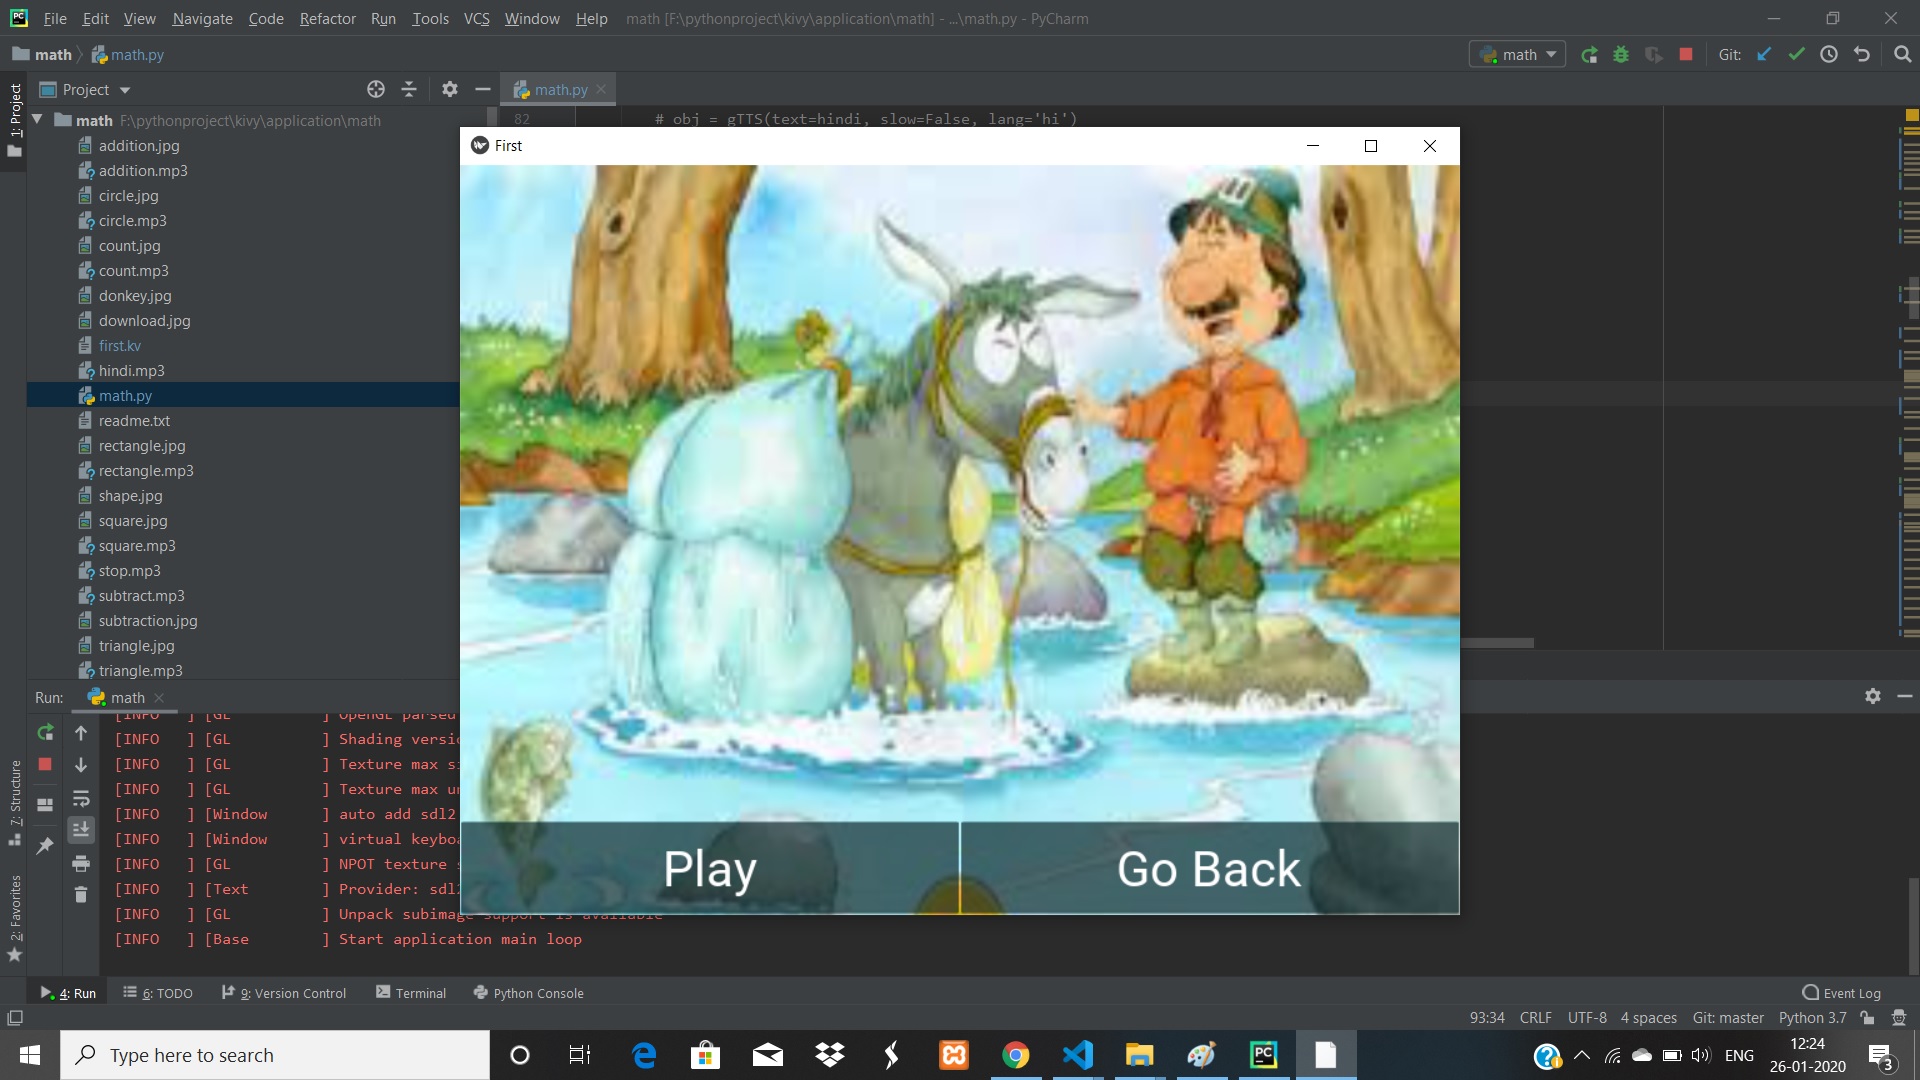 File Edit View Navigate Code Refactor Run Tools VCS Window Help math [F:\pythonproject\kivy\application\math] - ...\math.py - PyCharm
math math.py
math Git:
1: Project
Project
math.py
math F:\pythonproject\kivy\application\math
addition.jpg
addition.mp3
circle.jpg
circle.mp3
count.jpg
count.mp3
donkey.jpg
download.jpg
first.kv
hindi.mp3
math.py
readme.txt
rectangle.jpg
rectangle.mp3
shape.jpg
square.jpg
square.mp3
stop.mp3
subtract.mp3
subtraction.jpg
triangle.jpg
triangle.mp3
82 # obj = gTTS(text=hindi, slow=False, lang='hi')
First
Play
Go Back
Run: math
[INFO ] [GL ] OpenGL parsed
[INFO ] [GL ] Shading versio
[INFO ] [GL ] Texture max s
[INFO ] [GL ] Texture max u
[INFO ] [Window ] auto add sdl2
[INFO ] [Window ] virtual keyboa
[INFO ] [GL ] NPOT texture s
[INFO ] [Text ] Provider: sdl2
[INFO ] [GL ] Unpack subimage support is available
[INFO ] [Base ] Start application main loop
7: Structure
2: Favorites
4: Run 6: TODO 9: Version Control Terminal Python Console Event Log
93:34 CRLF UTF-8 4 spaces Git: master Python 3.7
Type here to search
ENG
12:24
26-01-2020
3